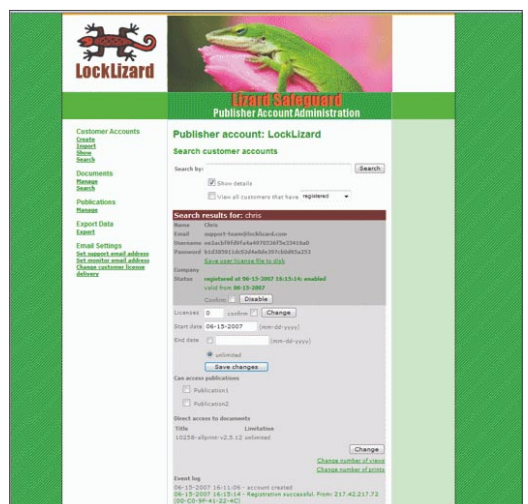 LockLizard
Lizard Safeguard
Publisher Account Administration
Customer Accounts
Create
Import
Show
Search
Documents
Manage
Search
Publications
Manage
Export Data
Export
Email Settings
Set support email address
Set monitor email address
Change customer license
delivery
Publisher account: LockLizard
Search customer accounts
Search by:
Search
Show details
View all customers that have registered
Search results for: chris
Name Chris
Email support-team@locklizard.com
Username
Password
Save user license file to disk
Company
Status registered at 06-15-2007 16:15:14: enabled
valid from 06-15-2007
Confirm Disable
Licenses 0 confirm Change
Start date 06-15-2007 (mm-dd-yyyy)
End date (mm-dd-yyyy)
unlimited
Save changes
Can access publications
Publication1
Publication2
Direct access to documents
Title Limitation
unlimited
Change
Change number of views
Change number of prints
Event log
06-15-2007 16:11:06 - account created
06-15-2007 16:15:14 - Registration successful. From: 217.42.217.72
[00-C0-9F-41-22-4C]